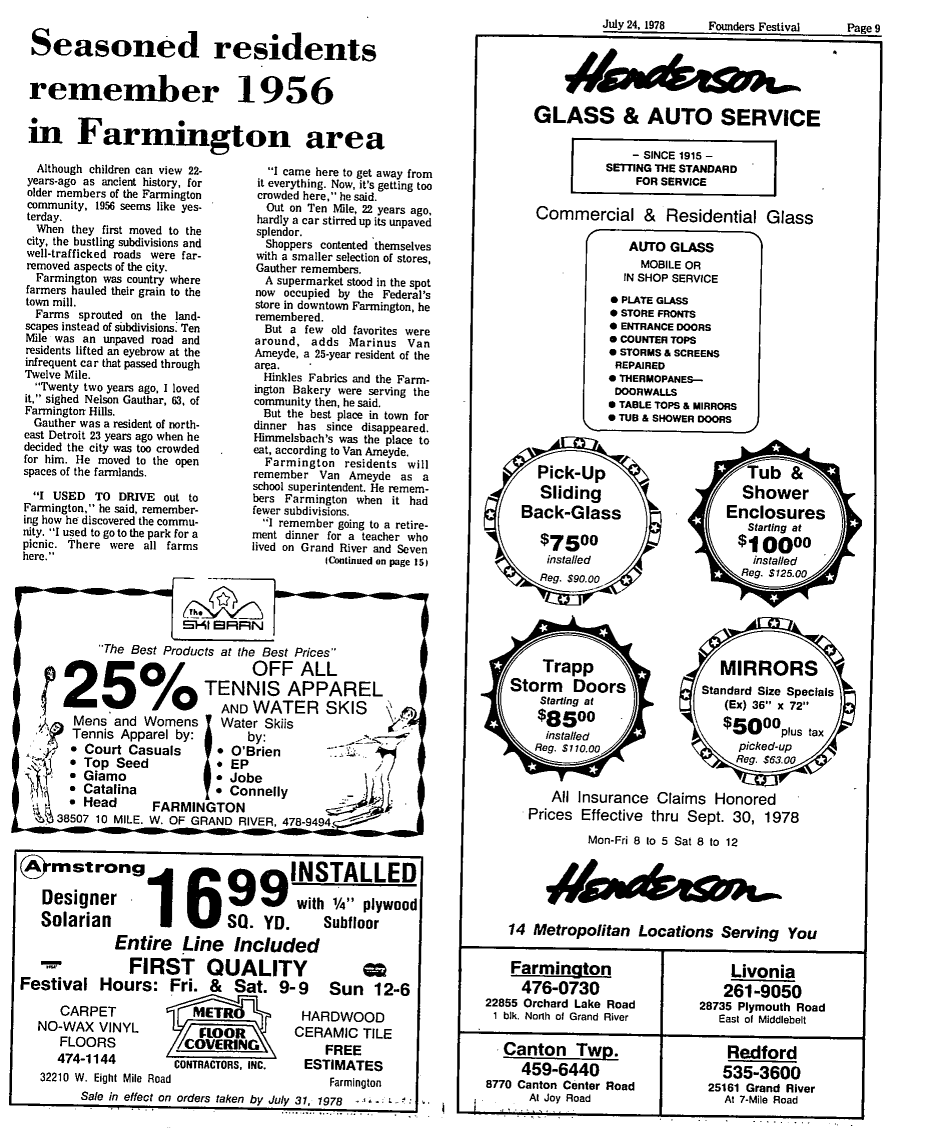 July 24, 1978 Founders Festival Page 9
Seasoned residents
remember 1956
in Farmington area
Although children can view 22-
years-ago as ancient history, for
older members of the Farmington
community, 1956 seems like yes-
terday.
When they first moved to the
city, the bustling subdivisions and
well-trafficked roads were far-
removed aspects of the city.
Farmington was country where
farmers hauled their grain to the
town mill.
Farms sprouted on the land-
scapes instead of subdivisions. Ten
Mile was an unpaved road and
residents lifted an eyebrow at the
infrequent car that passed through
Twelve Mile.
"Twenty two years ago, I loved
it," sighed Nelson Gauthar, 63, of
Farmington Hills.
Gauther was a resident of north-
east Detroit 23 years ago when he
decided the city was too crowded
for him. He moved to the open
spaces of the farmlands.
"I USED TO DRIVE out to
Farmington," he said, remember-
ing how he discovered the commu-
nity. "I used to go to the park for a
picnic. There were all farms
here."
"I came here to get away from
it everything. Now, it's getting too
crowded here," he said.
Out on Ten Mile, 22 years ago,
hardly a car stirred up its unpaved
splendor.
Shoppers contented themselves
with a smaller selection of stores,
Gauther remembers.
A supermarket stood in the spot
now occupied by the Federal's
store in downtown Farmington, he
remembered.
But a few old favorites were
around, adds Marinus Van
Ameyde, a 25-year resident of the
area.
Hinkles Fabrics and the Farm-
ington Bakery were serving the
community then, he said.
But the best place in town for
dinner has since disappeared.
Himmelsbach's was the place to
eat, according to Van Ameyde.
Farmington residents will
remember Van Ameyde as a
school superintendent. He remem-
bers Farmington when it had
fewer subdivisions.
"I remember going to a retire-
ment dinner for a teacher who
lived on Grand River and Seven
(Continued on page 15)
The
SKI BARN
"The Best Products at the Best Prices"
25% OFF ALL
TENNIS APPAREL
AND WATER SKIS
Mens and Womens
Tennis Apparel by:
• Court Casuals
• Top Seed
• Giamo
• Catalina
• Head
Water Skiis
by:
• O'Brien
• EP
• Jobe
• Connelly
FARMINGTON
38507 10 MILE. W. OF GRAND RIVER, 478-9494
Armstrong
Designer
Solarian
16 99
SQ. YD.
INSTALLED
with ¼" plywood
Subfloor
Entire Line Included
FIRST QUALITY
Festival Hours: Fri. & Sat. 9-9 Sun 12-6
CARPET
NO-WAX VINYL
FLOORS
474-1144
METRO
FLOOR
COVERING
CONTRACTORS, INC.
HARDWOOD
CERAMIC TILE
FREE
ESTIMATES
32210 W. Eight Mile Road
Farmington
Sale in effect on orders taken by July 31, 1978
Henderson
GLASS & AUTO SERVICE
– SINCE 1915 –
SETTING THE STANDARD
FOR SERVICE
Commercial & Residential Glass
AUTO GLASS
MOBILE OR
IN SHOP SERVICE
● PLATE GLASS
● STORE FRONTS
● ENTRANCE DOORS
● COUNTER TOPS
● STORMS & SCREENS
REPAIRED
● THERMOPANES—
DOORWALLS
● TABLE TOPS & MIRRORS
● TUB & SHOWER DOORS
Pick-Up
Sliding
Back-Glass
$75 00
installed
Reg. $90.00
Tub &
Shower
Enclosures
Starting at
$100 00
installed
Reg. $125.00
Trapp
Storm Doors
Starting at
$85 00
installed
Reg. $110.00
MIRRORS
Standard Size Specials
(Ex) 36" x 72"
$50 00 plus tax
picked-up
Reg. $63.00
All Insurance Claims Honored
Prices Effective thru Sept. 30, 1978
Mon-Fri 8 to 5 Sat 8 to 12
Henderson
14 Metropolitan Locations Serving You
Farmington
476-0730
22855 Orchard Lake Road
1 blk. North of Grand River
Livonia
261-9050
28735 Plymouth Road
East of Middlebelt
Canton Twp.
459-6440
8770 Canton Center Road
At Joy Road
Redford
535-3600
25161 Grand River
At 7-Mile Road